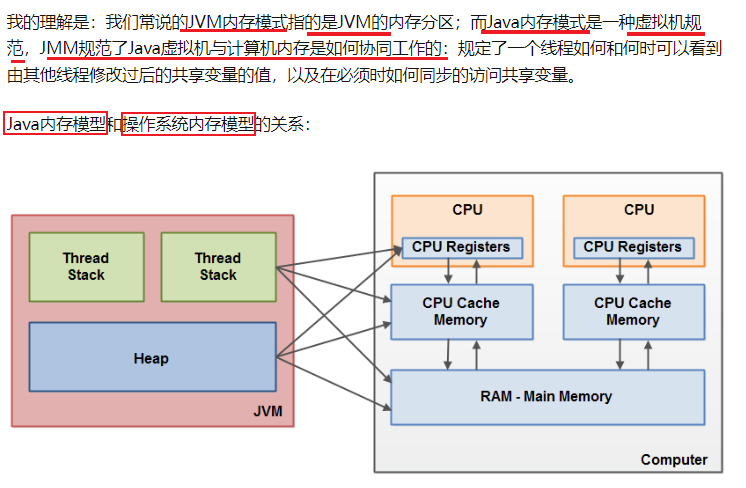 我的理解是：我们常说的JVM内存模式指的是JVM的内存分区；而Java内存模式是一种虚拟机规
范，JMM规范了Java虚拟机与计算机内存是如何协同工作的：规定了一个线程如何和何时可以看到
由其他线程修改过后的共享变量的值，以及在必须时如何同步的访问共享变量。
Java内存模型和操作系统内存模型的关系：
Thread
Stack
Thread
Stack
Heap
JVM
CPU
CPU Registers
CPU Cache
Memory
CPU
CPU Registers
CPU Cache
Memory
RAM - Main Memory
Computer